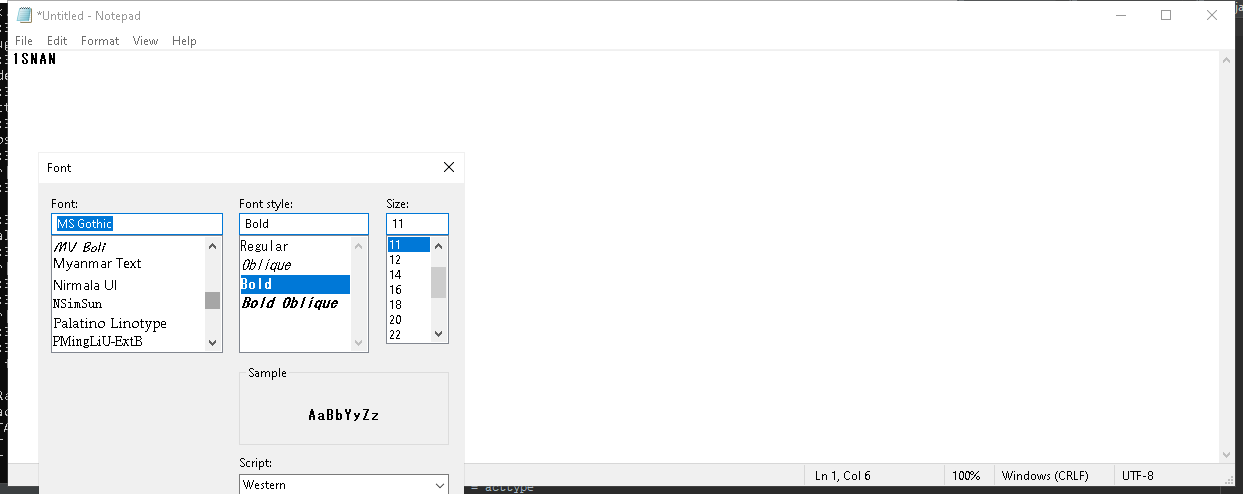 *Untitled - Notepad
File Edit Format View Help
1SNAN
Font
Font: Font style: Size:
MS Gothic Bold 11
MV Boli Regular 11
Myanmar Text Oblique 12
Nirmala UI Bold 14
NSimSun Bold Oblique 16
Palatino Linotype 18
PMingLiU-ExtB 20
22
Sample
AaBbYyZz
Script:
Western
Ln 1, Col 6 100% Windows (CRLF) UTF-8
= acctype